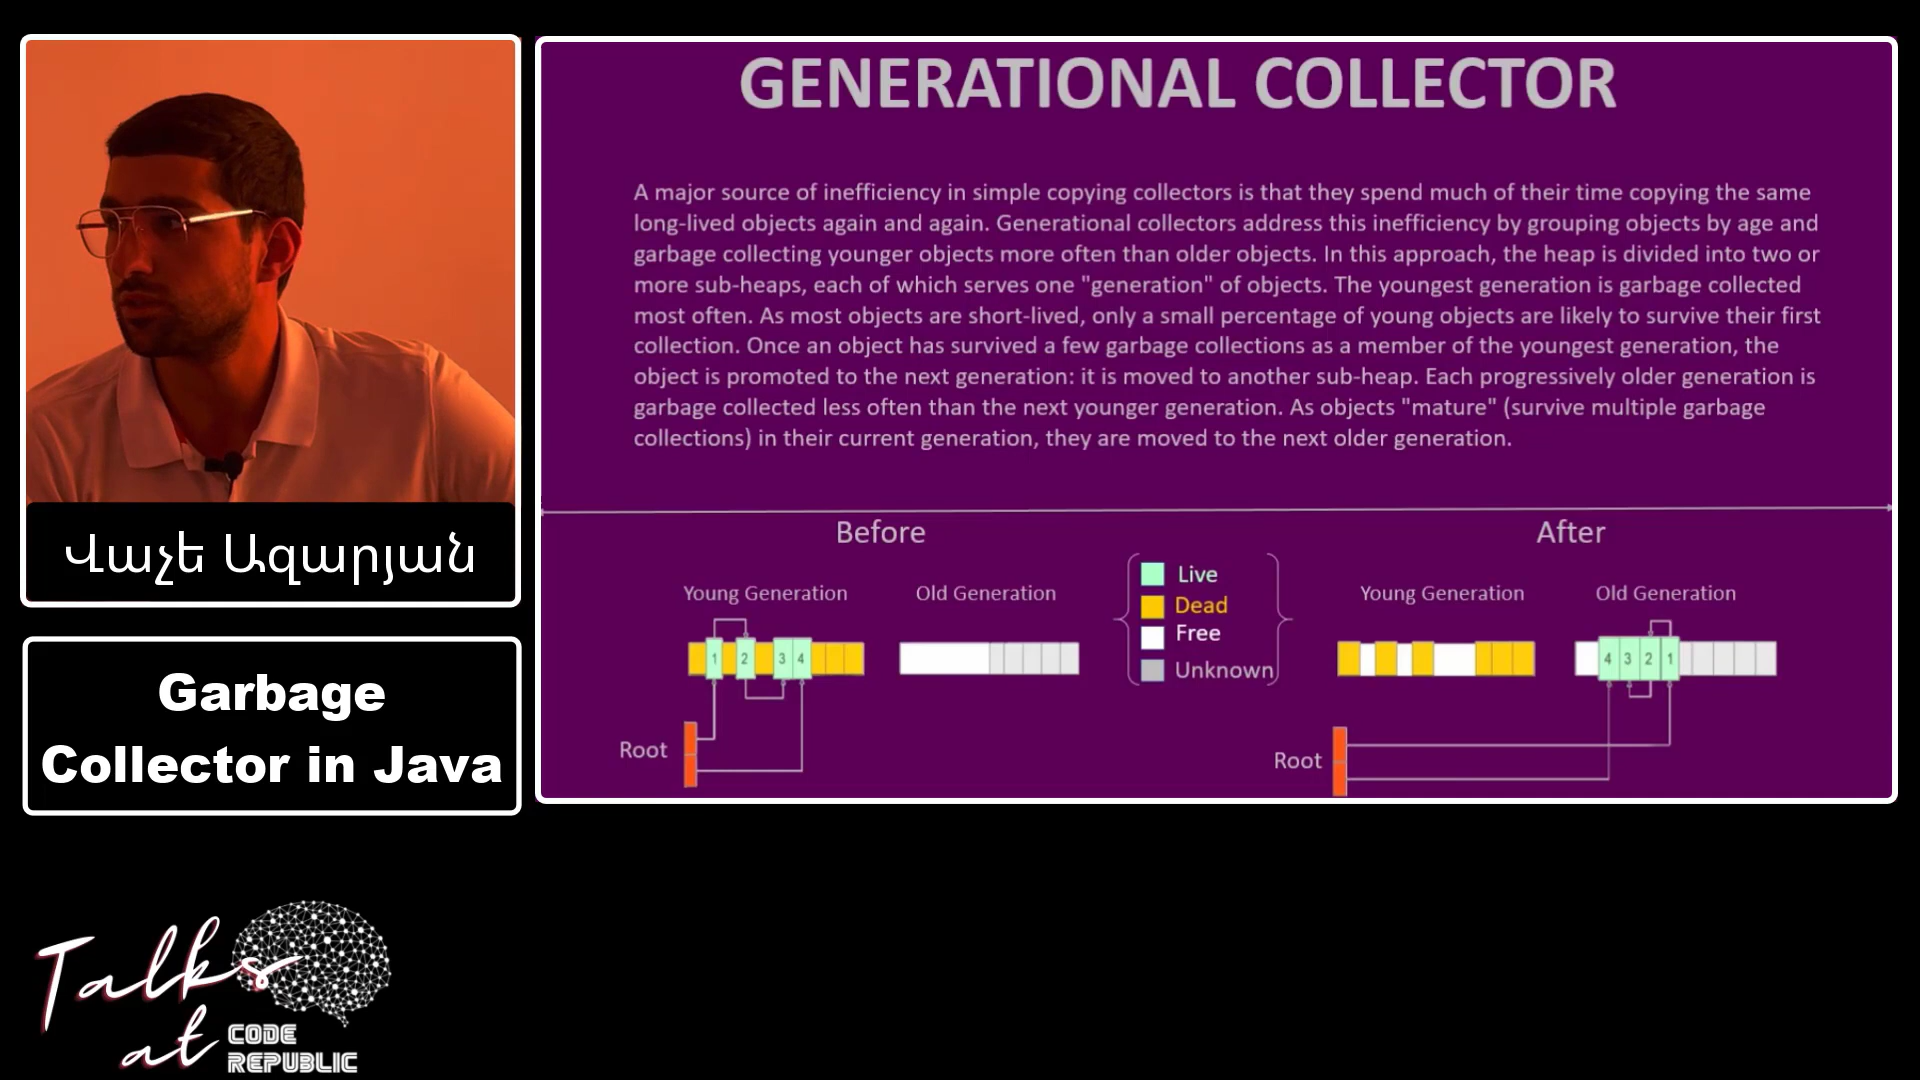 GENERATIONAL COLLECTOR
A major source of inefficiency in simple copying collectors is that they spend much of their time copying the same
long-lived objects again and again. Generational collectors address this inefficiency by grouping objects by age and
garbage collecting younger objects more often than older objects. In this approach, the heap is divided into two or
more sub-heaps, each of which serves one "generation" of objects. The youngest generation is garbage collected
most often. As most objects are short-lived, only a small percentage of young objects are likely to survive their first
collection. Once an object has survived a few garbage collections as a member of the youngest generation, the
object is promoted to the next generation: it is moved to another sub-heap. Each progressively older generation is
garbage collected less often than the next younger generation. As objects "mature" (survive multiple garbage
collections) in their current generation, they are moved to the next older generation.
Before
Young Generation
Old Generation
1 2 3 4
Root
Live
Dead
Free
Unknown
After
Young Generation
Old Generation
4 3 2 1
Root
Վաչե Ազարյան
Garbage
Collector in Java
Talks
at
CODE
REPUBLIC